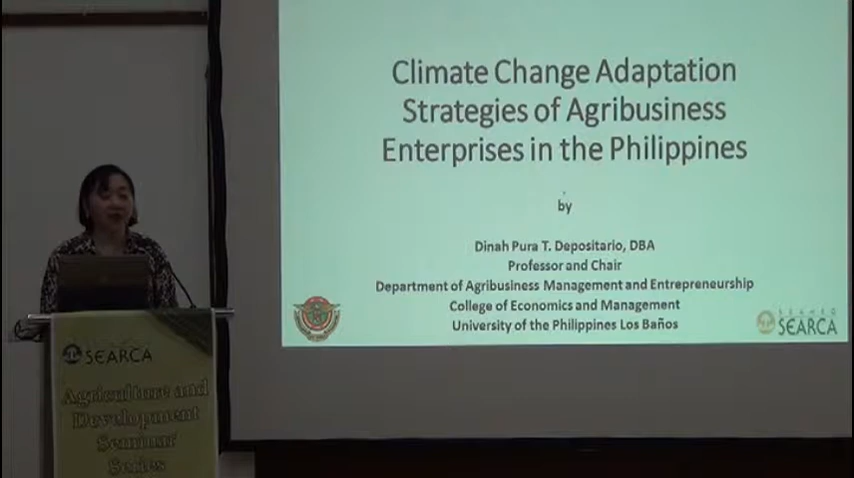 Climate Change Adaptation
Strategies of Agribusiness
Enterprises in the Philippines
by
Dinah Pura T. Depositario, DBA
Professor and Chair
Department of Agribusiness Management and Entrepreneurship
College of Economics and Management
University of the Philippines Los Baños
SEARCA
SEARCA
Agriculture and
Development
Seminar
Series